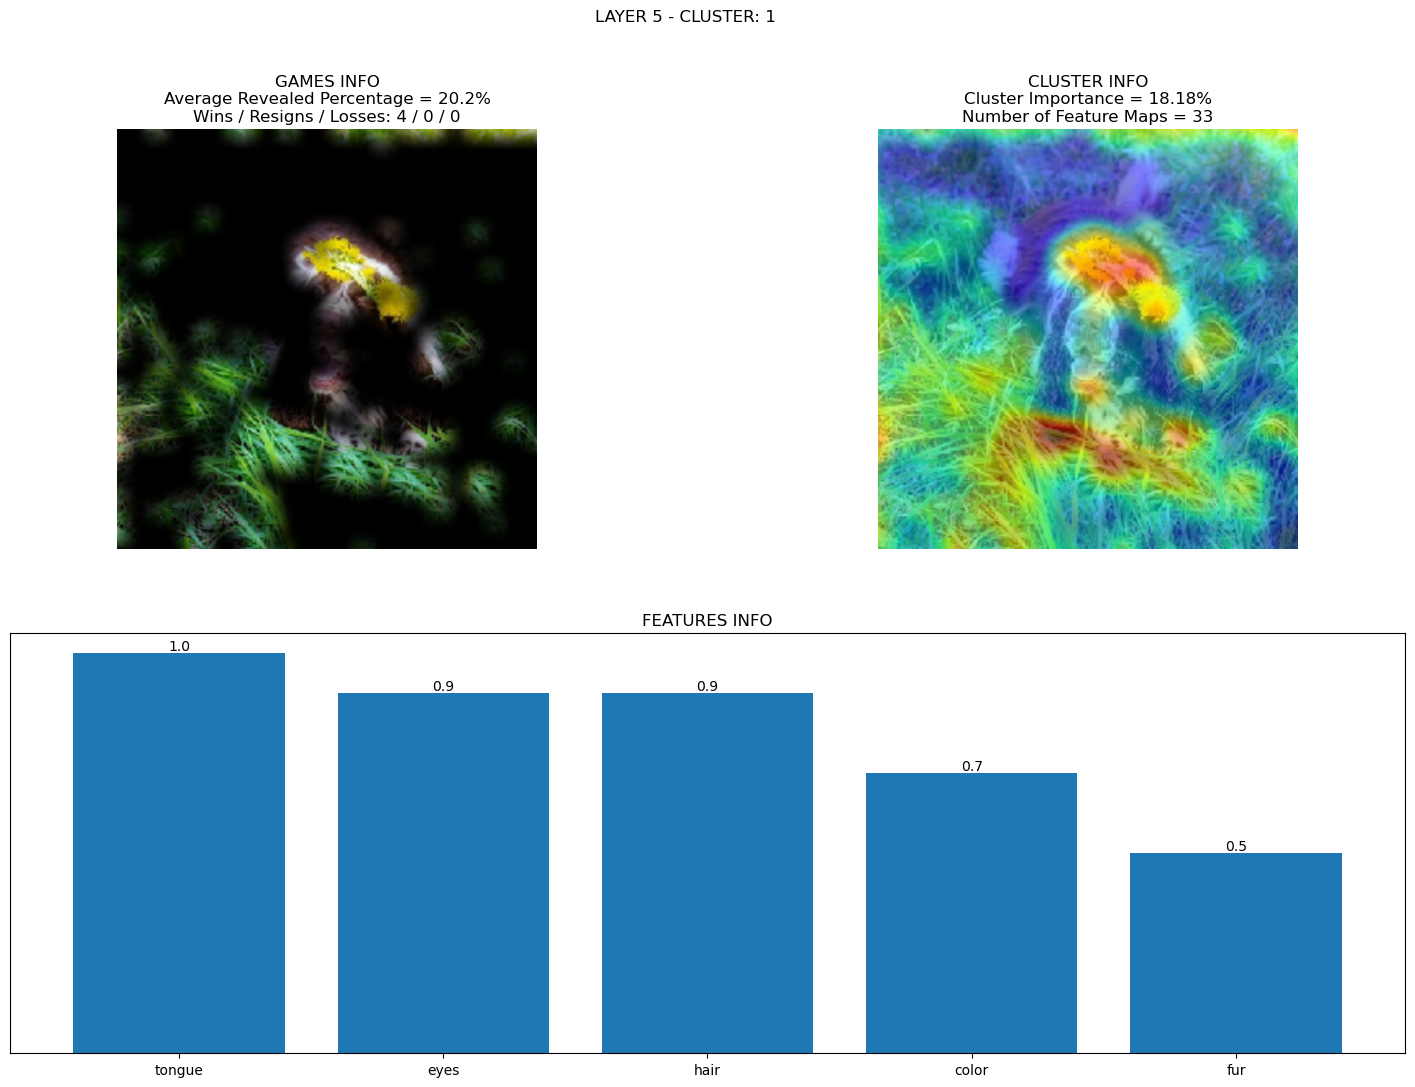 LAYER 5 - CLUSTER: 1
GAMES INFO
Average Revealed Percentage = 20.2%
Wins / Resigns / Losses: 4 / 0 / 0
CLUSTER INFO
Cluster Importance = 18.18%
Number of Feature Maps = 33
FEATURES INFO
1.0
0.9
0.9
0.7
0.5
tongue
eyes
hair
color
fur